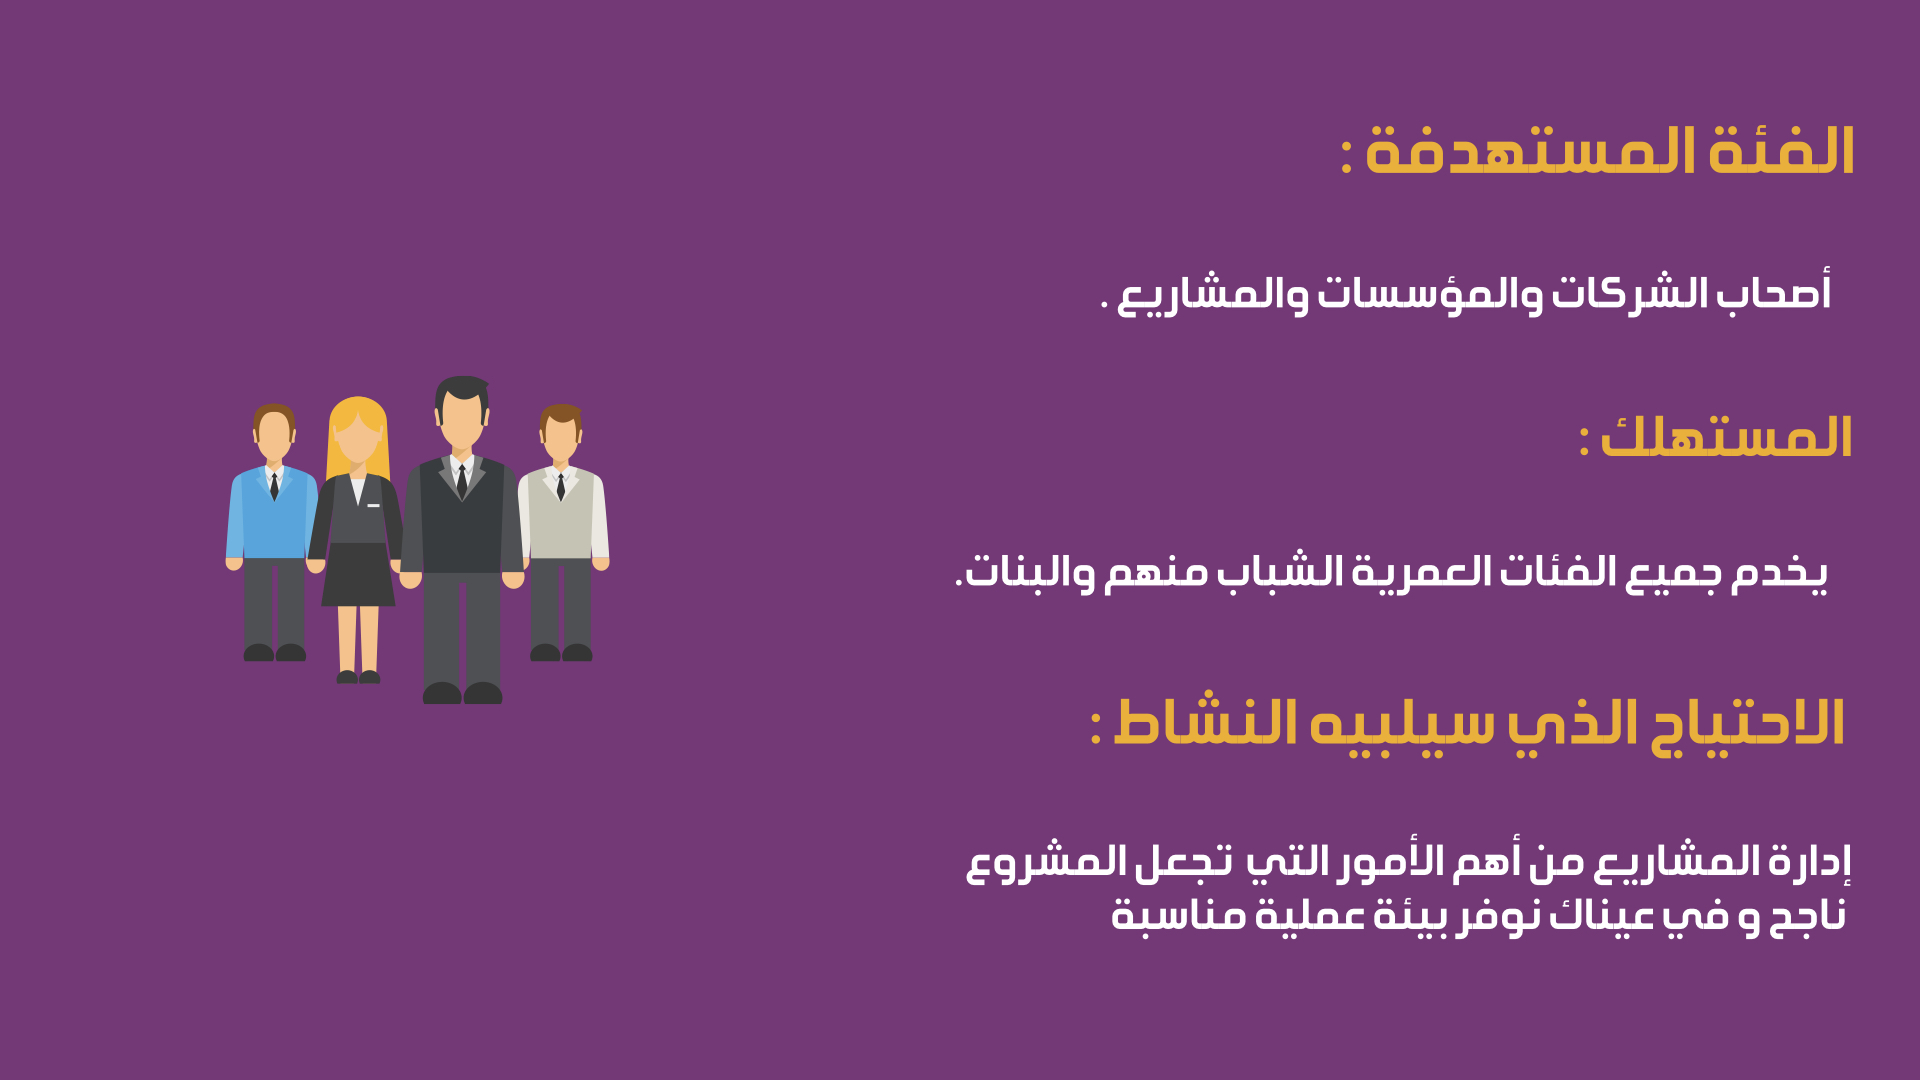 الفئة المستهدفة :
أصحاب الشركات والمؤسسات والمشاريع .
المستهلك :
يخدم جميع الفئات العمرية الشباب منهم والبنات.
الاحتياج الذي سيلبيه النشاط :
إدارة المشاريع من أهم الأمور التي تجعل المشروع
ناجح و في عيناك نوفر بيئة عملية مناسبة